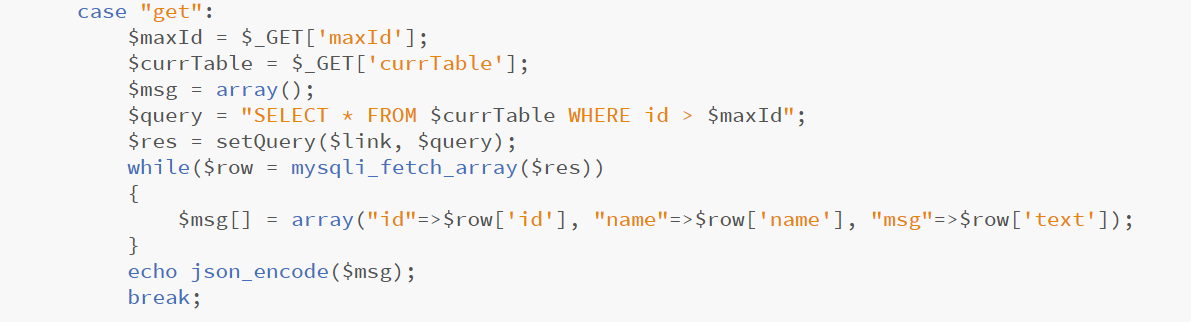 case "get":
$maxId = $_GET['maxId'];
$currTable = $_GET['currTable'];
$msg = array();
$query = "SELECT * FROM $currTable WHERE id > $maxId";
$res = setQuery($link, $query);
while($row = mysqli_fetch_array($res))
{
$msg[] = array("id"=>$row['id'], "name"=>$row['name'], "msg"=>$row['text']);
}
echo json_encode($msg);
break;